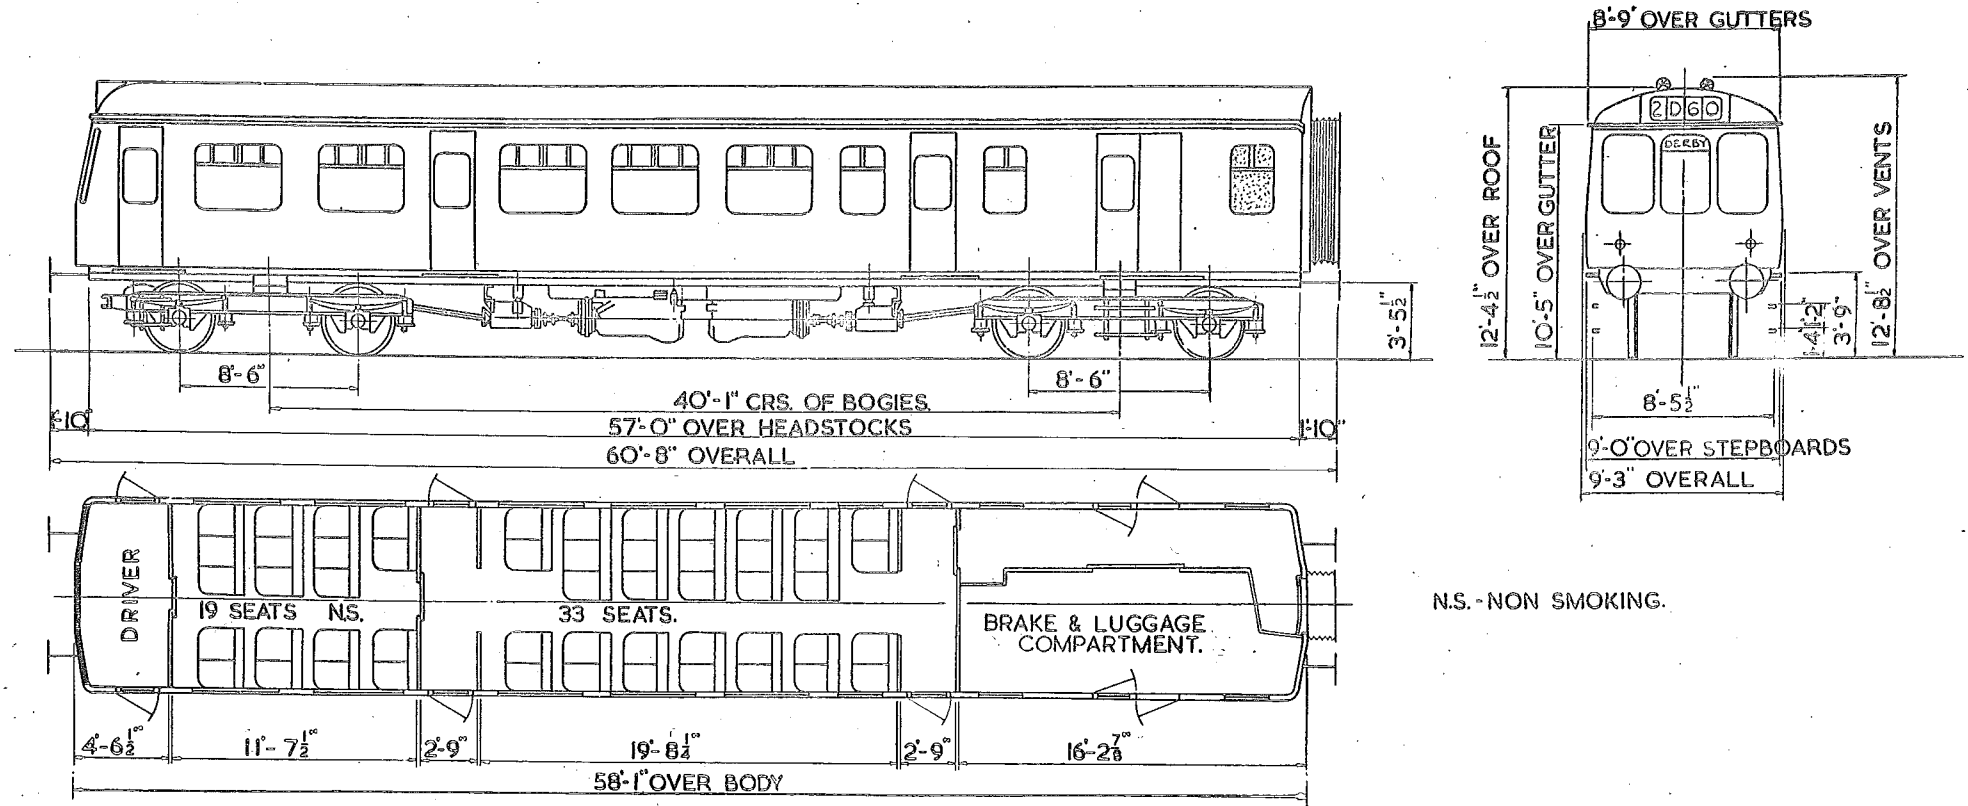 8'-9" OVER GUTTERS
2D60
DERBY
12'-4½" OVER ROOF
10'-5" OVER GUTTER
12'-8½" OVER VENTS
3'-5½"
1'-2"
3'-9"
8'-6"
8'-6"
40'-1" CRS. OF BOGIES.
8'-5½"
1'-10"
57'-0" OVER HEADSTOCKS
1'-10"
60'-8" OVERALL
9'-0" OVER STEPBOARDS
9'-3" OVERALL
DRIVER
19 SEATS N.S.
33 SEATS.
BRAKE & LUGGAGE
COMPARTMENT.
N.S.-NON SMOKING.
4'-6½"
11'-7½"
2'-9"
19'-8¼"
2'-9"
16'-2⅞"
58'-1" OVER BODY